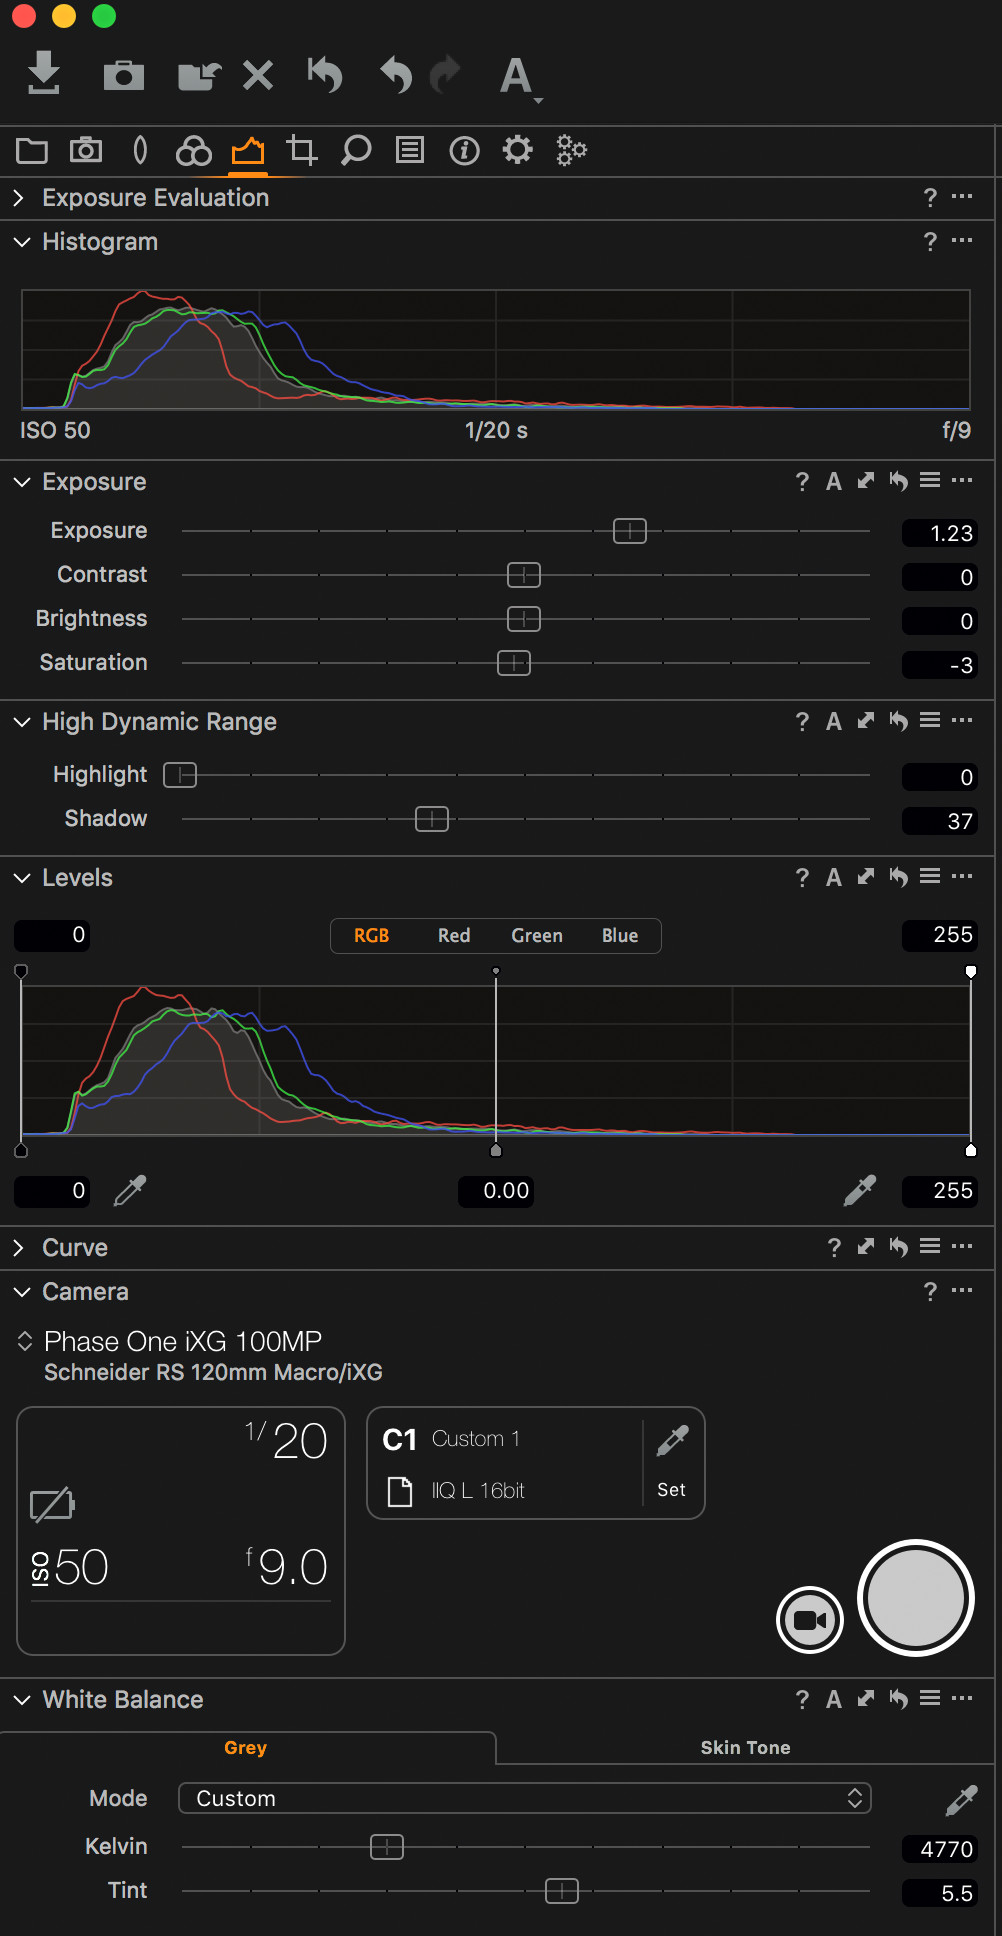 A
Exposure Evaluation ? ...
Histogram ? ...
ISO 50 1/20 s f/9
Exposure ? A ...
Exposure 1.23
Contrast 0
Brightness 0
Saturation -3
High Dynamic Range ? A ...
Highlight 0
Shadow 37
Levels ? A ...
0 RGB Red Green Blue 255
0 0.00 255
Curve ? ...
Camera ? ...
Phase One iXG 100MP
Schneider RS 120mm Macro/iXG
1/20
ISO 50 f 9.0
C1 Custom 1
IIQ L 16bit
Set
White Balance ? A ...
Grey Skin Tone
Mode Custom
Kelvin 4770
Tint 5.5